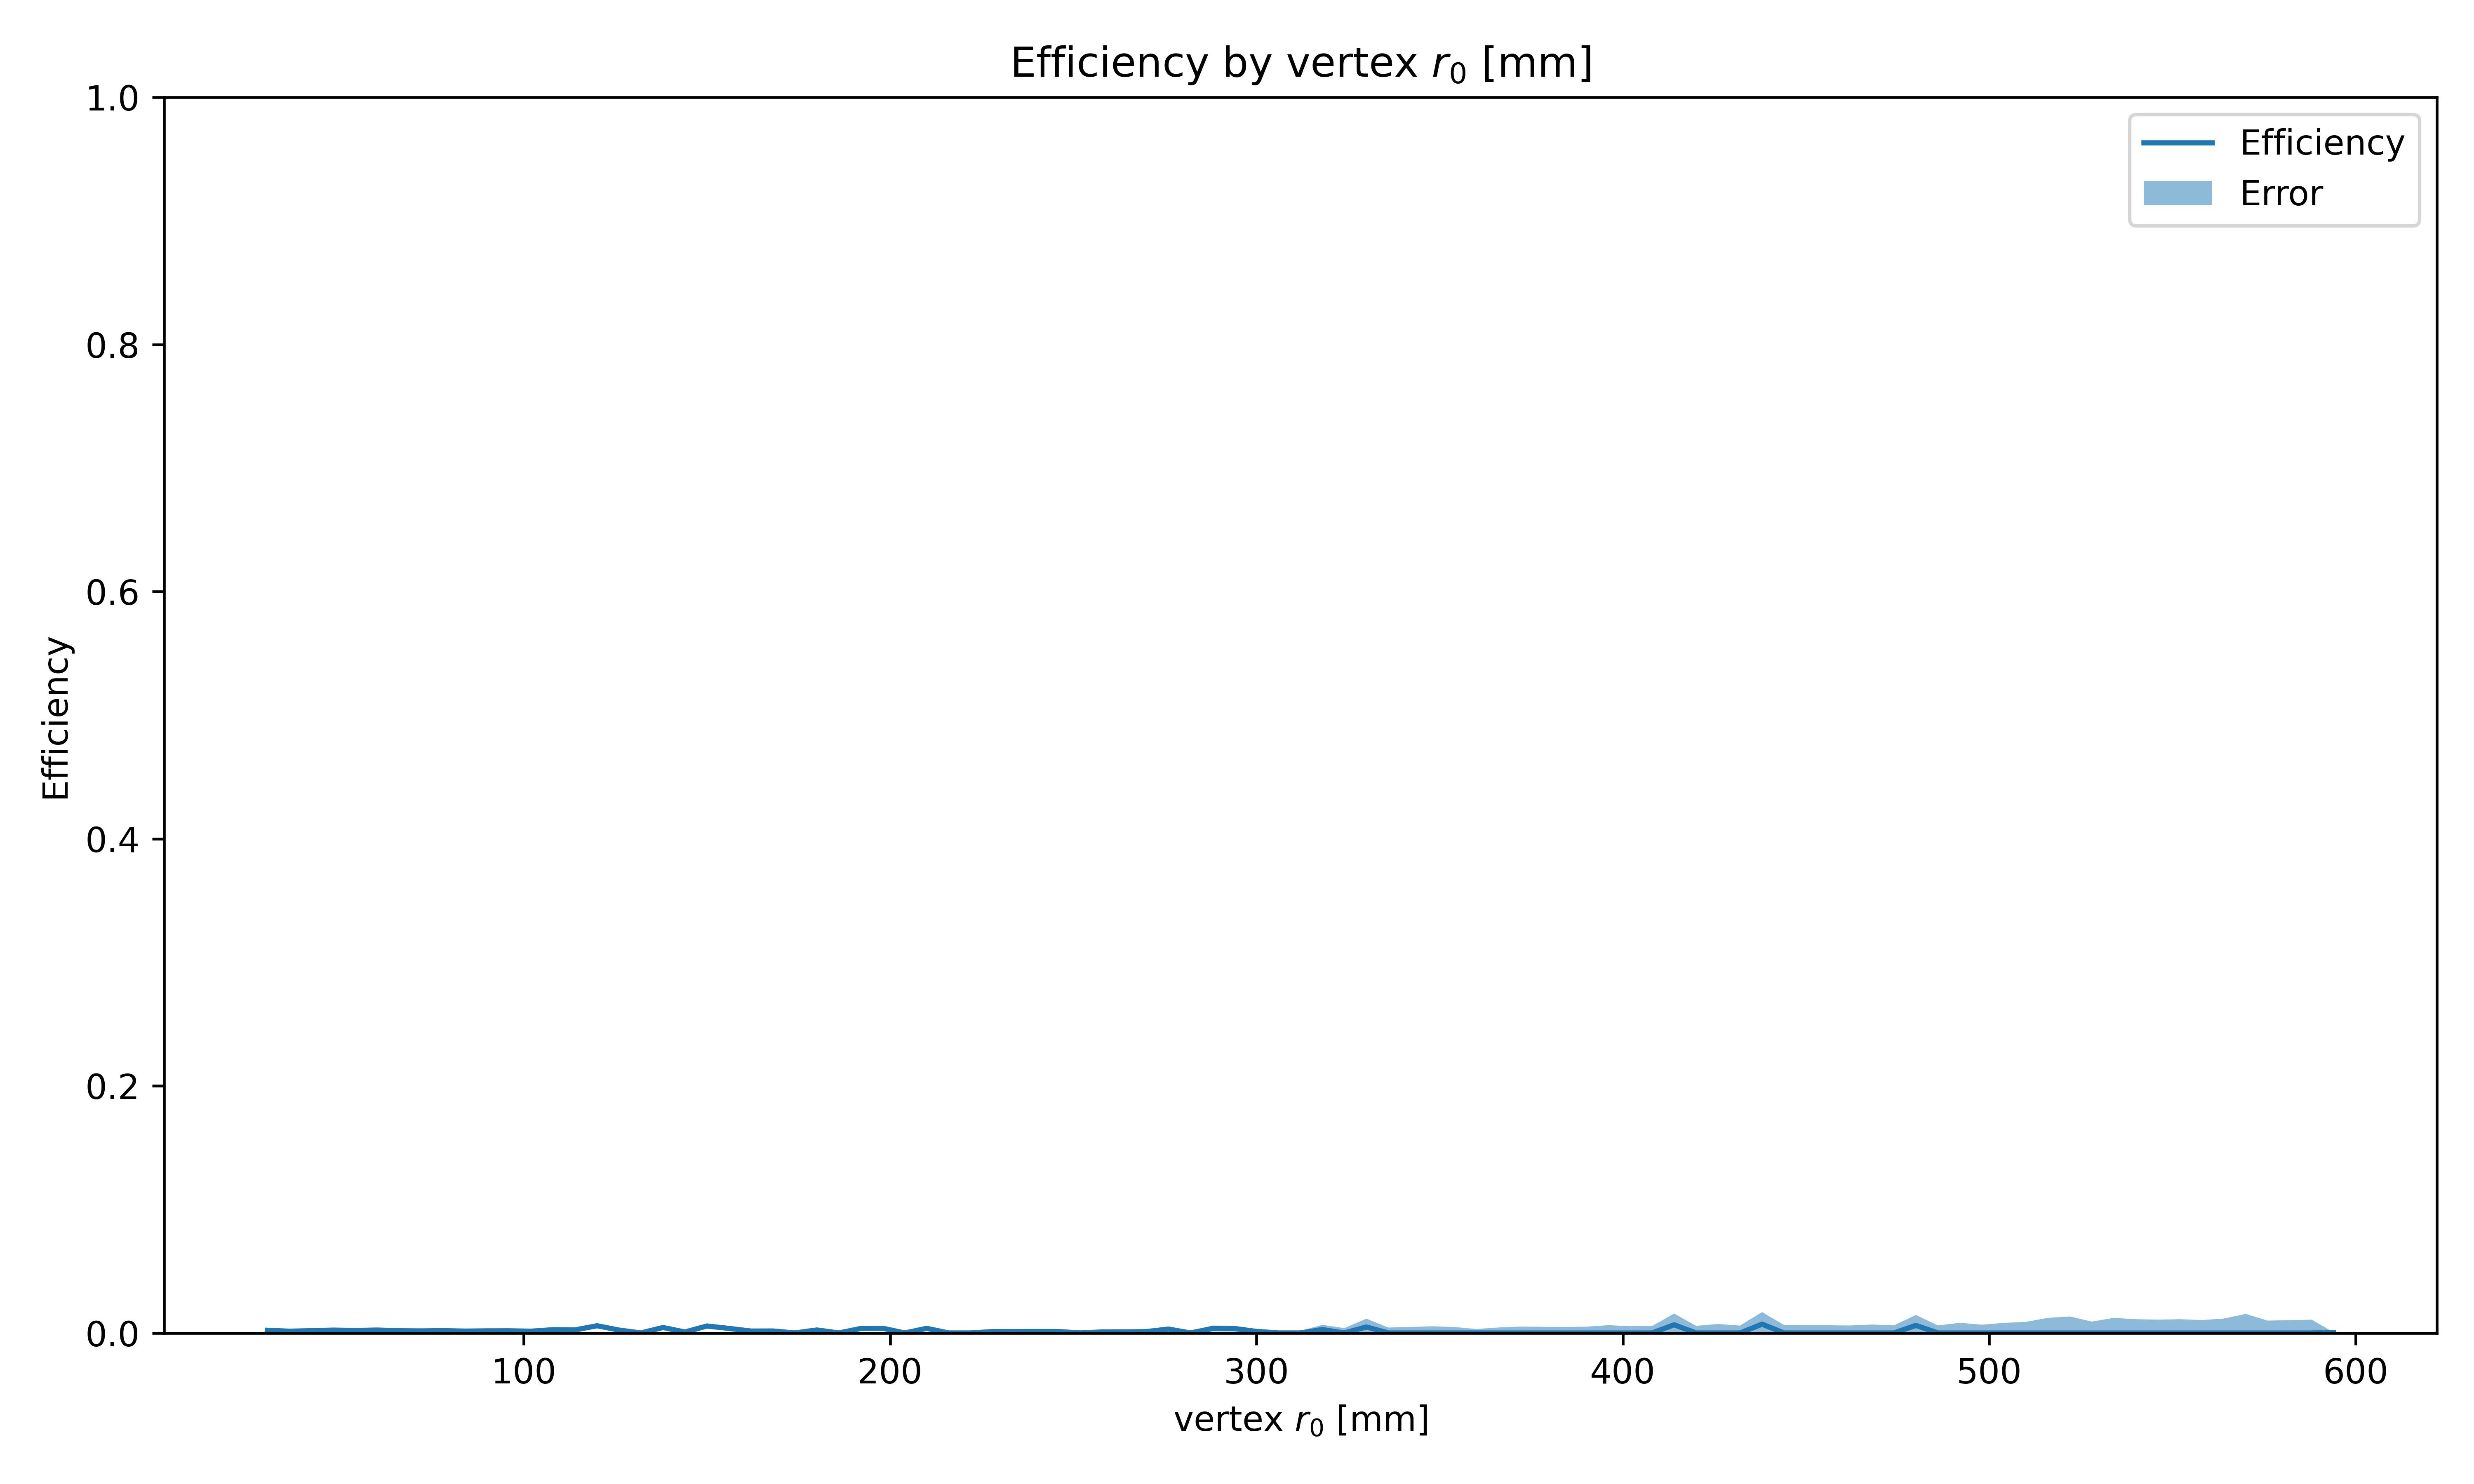 Efficiency by vertex r₀ [mm]
1.0
0.8
0.6
0.4
0.2
0.0
Efficiency
Efficiency
Error
100 200 300 400 500 600
vertex r₀ [mm]